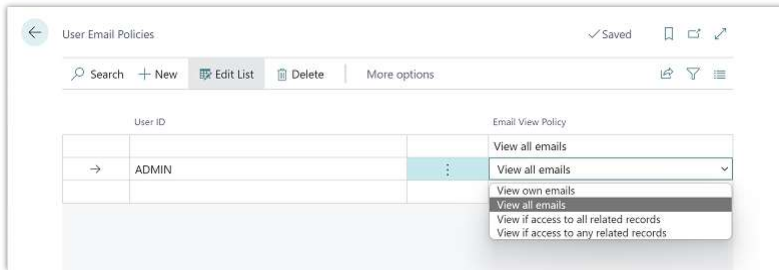 User Email Policies
Saved
Search New Edit List Delete More options
User ID Email View Policy
View all emails
ADMIN View all emails
View own emails
View all emails
View if access to all related records
View if access to any related records